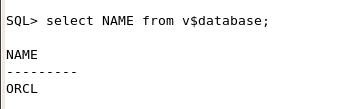 SQL> select NAME from v$database;
NAME
---------
ORCL